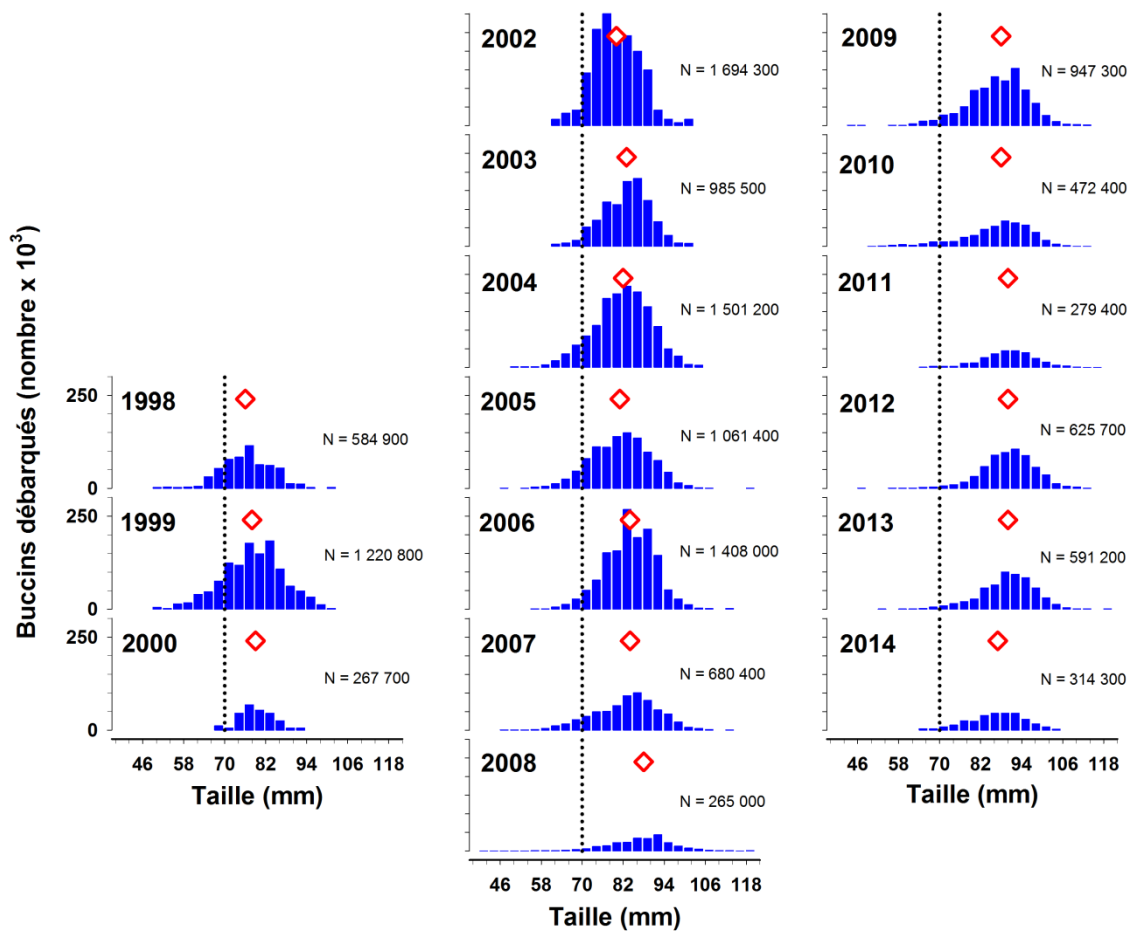 Buccins débarqués (nombre x 10³)
1998
N = 584 900
250
0
1999
N = 1 220 800
250
0
2000
N = 267 700
250
0
46 58 70 82 94 106 118
Taille (mm)
2002
N = 1 694 300
2003
N = 985 500
2004
N = 1 501 200
2005
N = 1 061 400
2006
N = 1 408 000
2007
N = 680 400
2008
N = 265 000
46 58 70 82 94 106 118
Taille (mm)
2009
N = 947 300
2010
N = 472 400
2011
N = 279 400
2012
N = 625 700
2013
N = 591 200
2014
N = 314 300
46 58 70 82 94 106 118
Taille (mm)